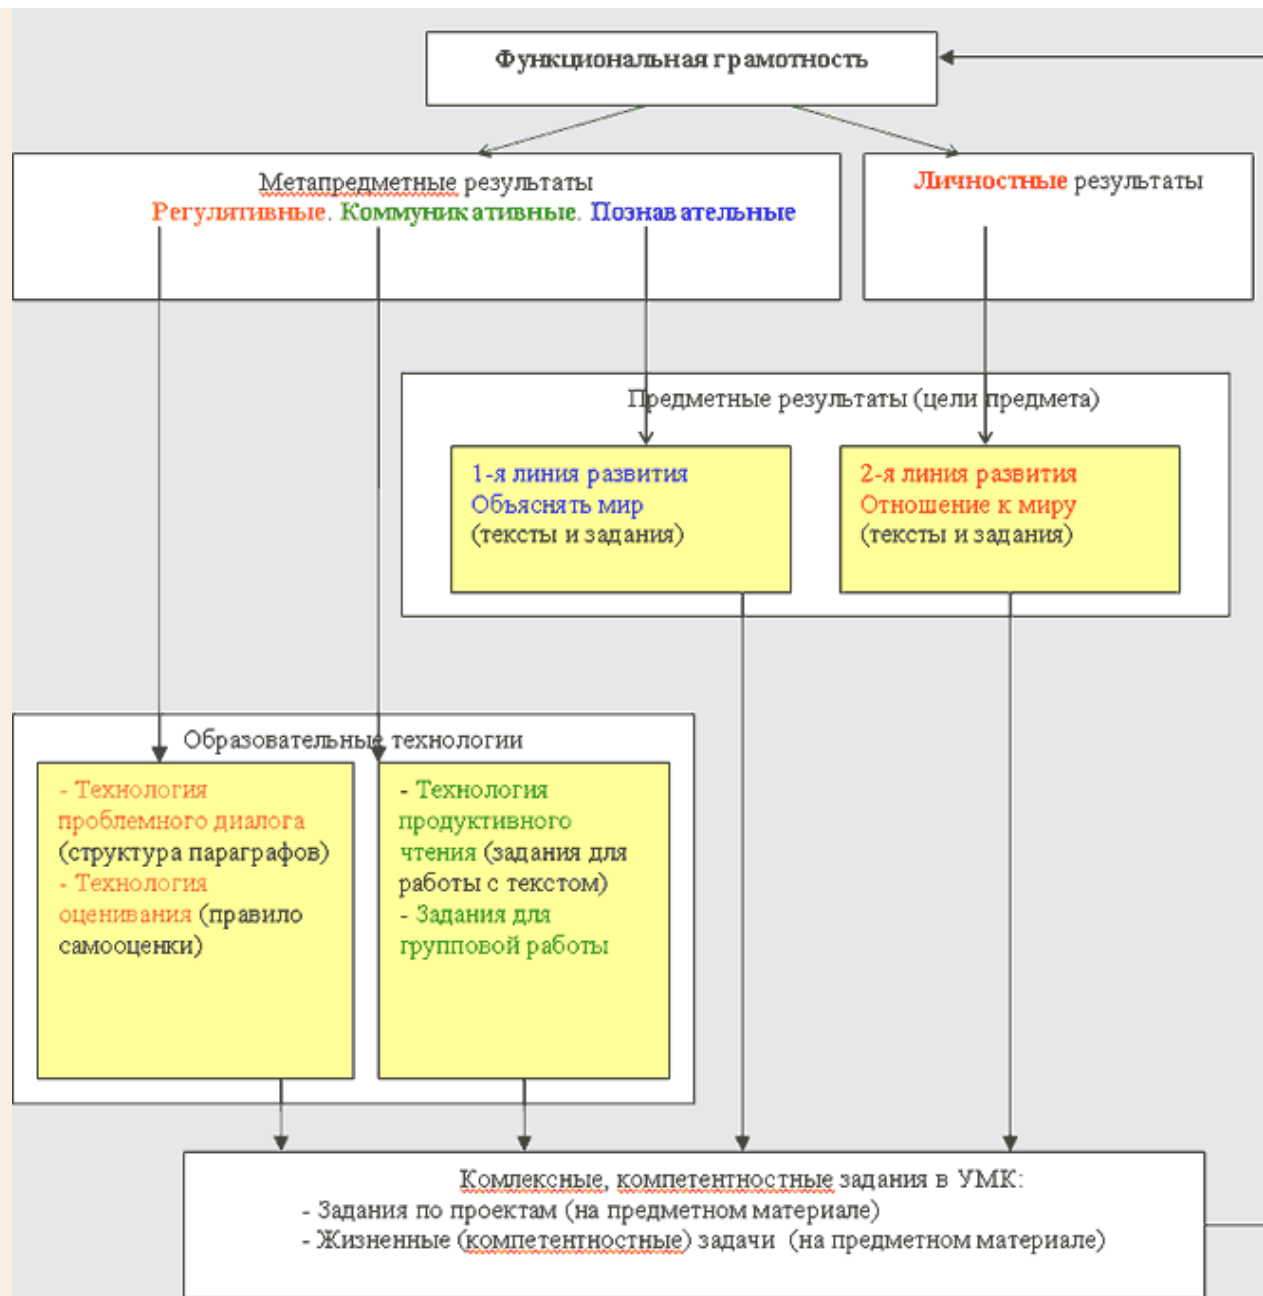 Функциональная грамотность
Метапредметные результаты
Регулятивные. Коммуникативные. Познавательные
Личностные результаты
Предметные результаты (цели предмета)
1-я линия развития
Объяснять мир
(тексты и задания)
2-я линия развития
Отношение к миру
(тексты и задания)
Образовательные технологии
- Технология
проблемного диалога
(структура параграфов)
- Технология
оценивания (правило
самооценки)
- Технология
продуктивного
чтения (задания для
работы с текстом)
- Задания для
групповой работы
Комлексные, компетентностные задания в УМК:
- Задания по проектам (на предметном материале)
- Жизненные (компетентностные) задачи (на предметном материале)